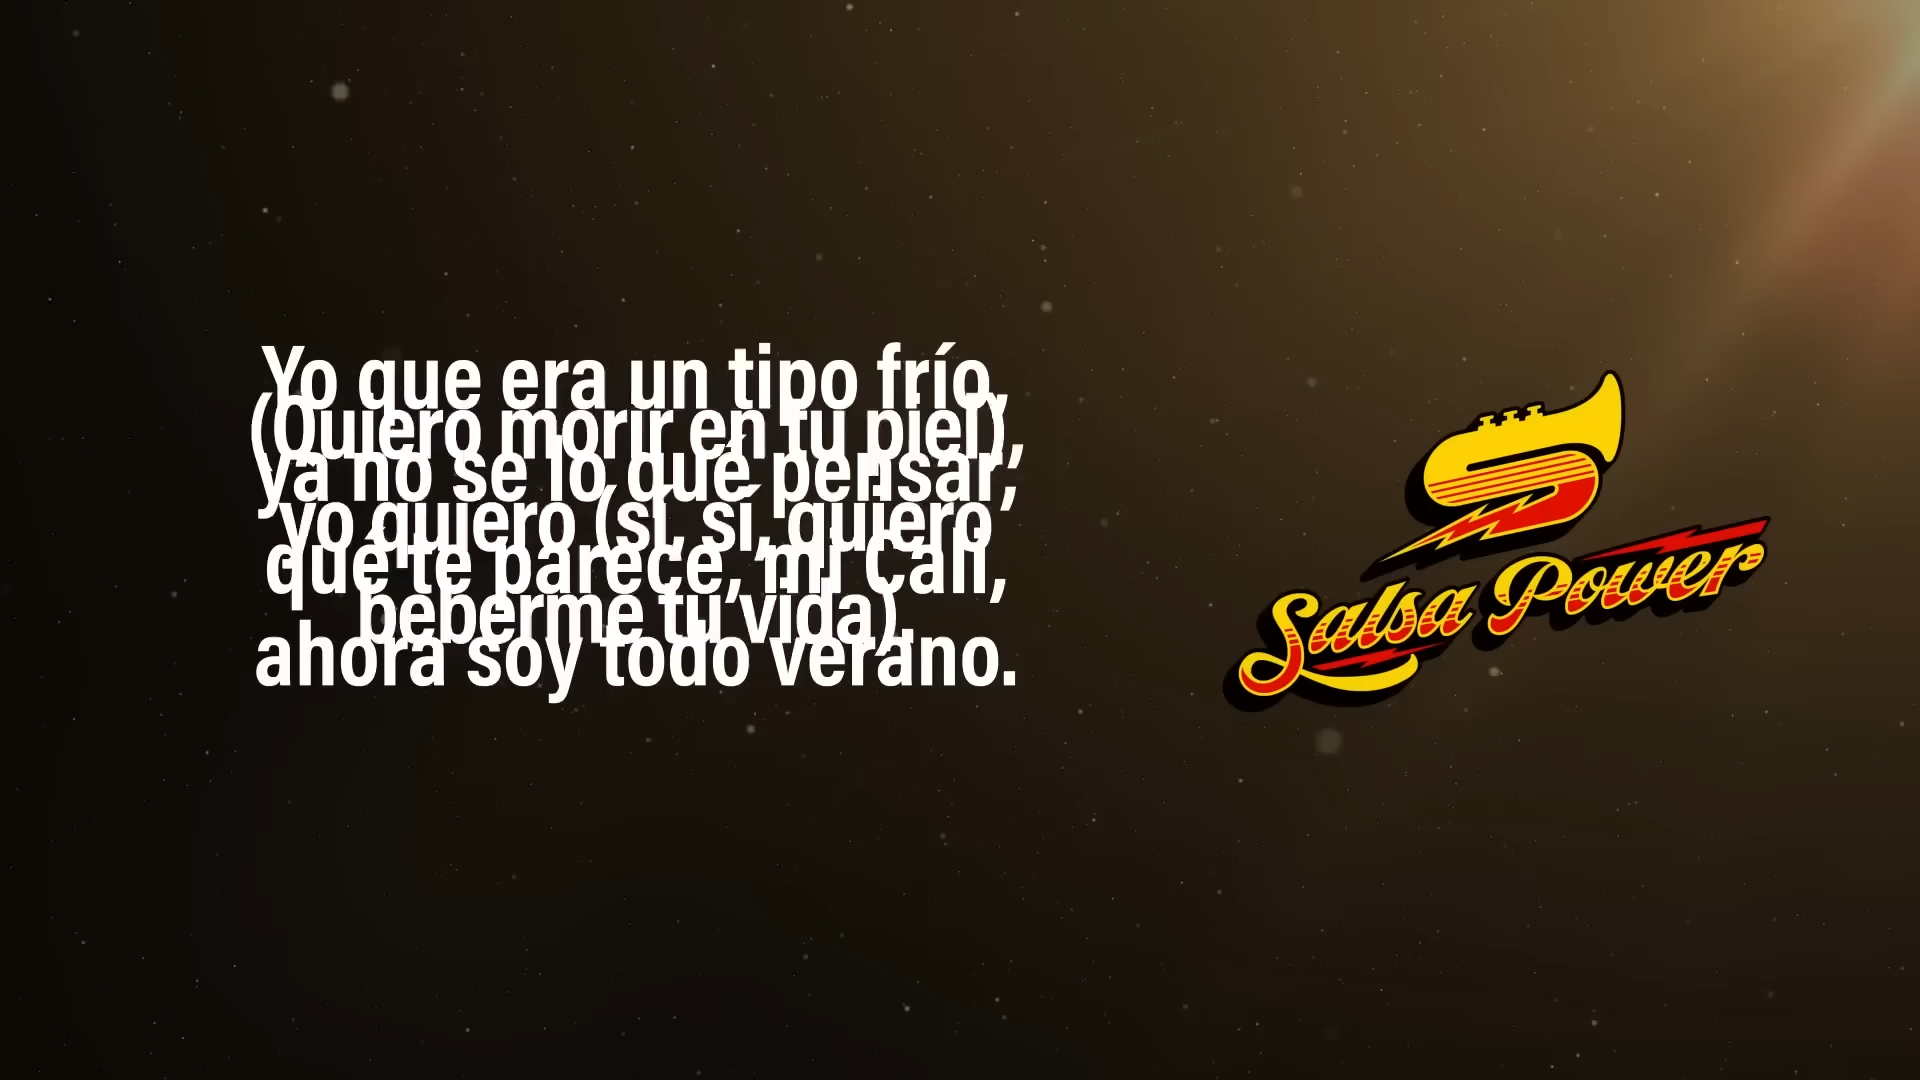 Yo que era un tipo frío,
(Quiero morir en tu piel),
ya no se lo qué pensar,
yo quiero (sí, sí, quiero
qué te parece, mi Cali,
beberme tu vida).
ahora soy todo verano.
Salsa Power